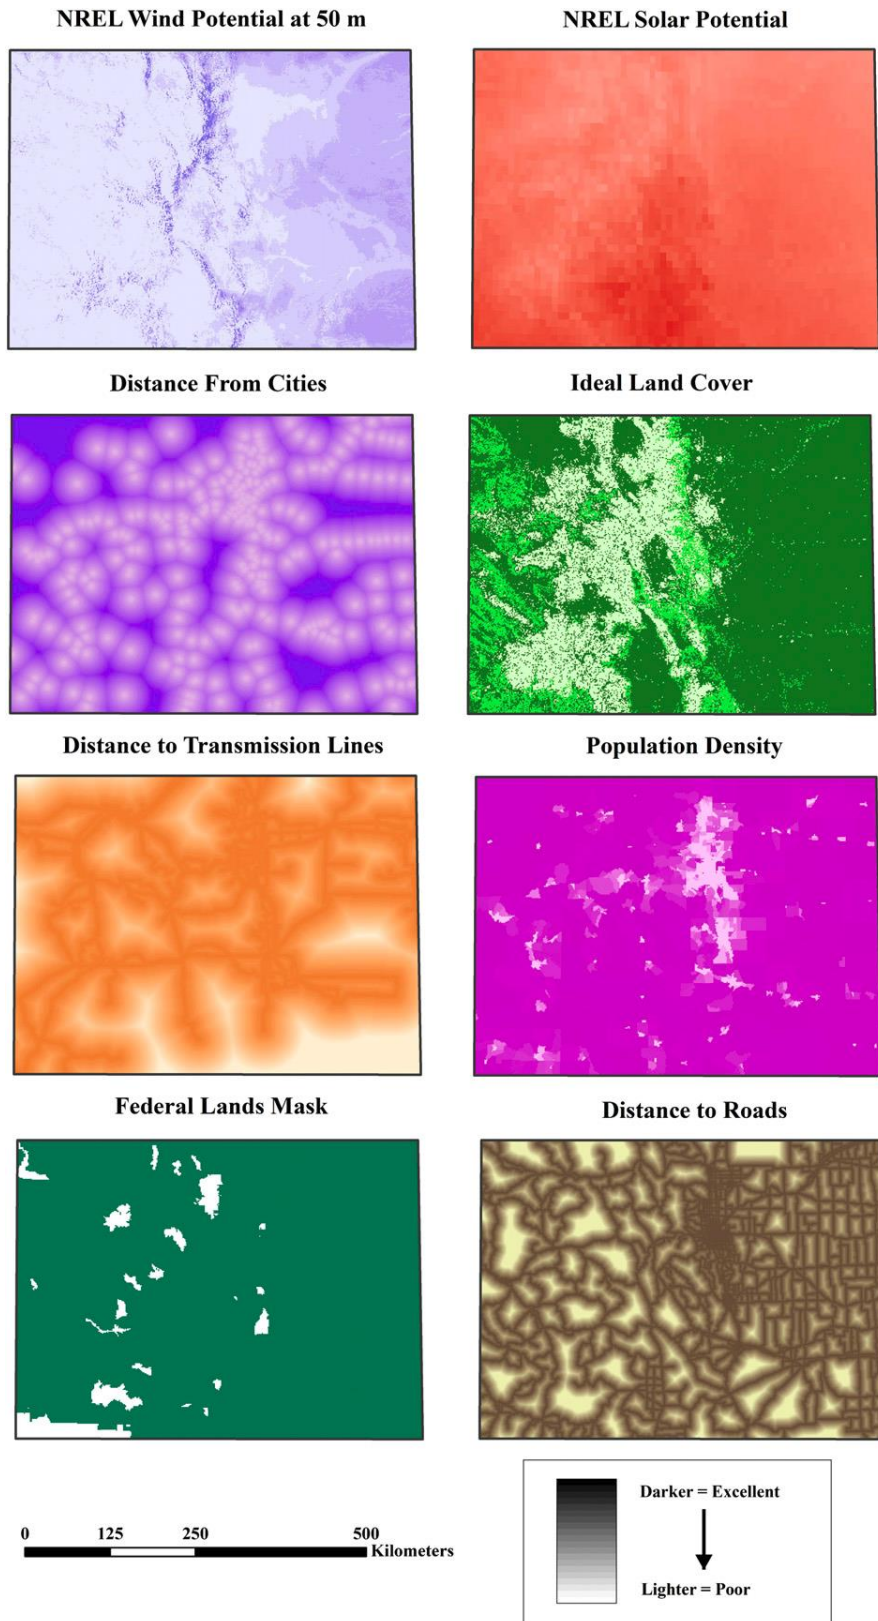 NREL Wind Potential at 50 m
NREL Solar Potential
Distance From Cities
Ideal Land Cover
Distance to Transmission Lines
Population Density
Federal Lands Mask
Distance to Roads
0 125 250 500
Kilometers
Darker = Excellent
Lighter = Poor